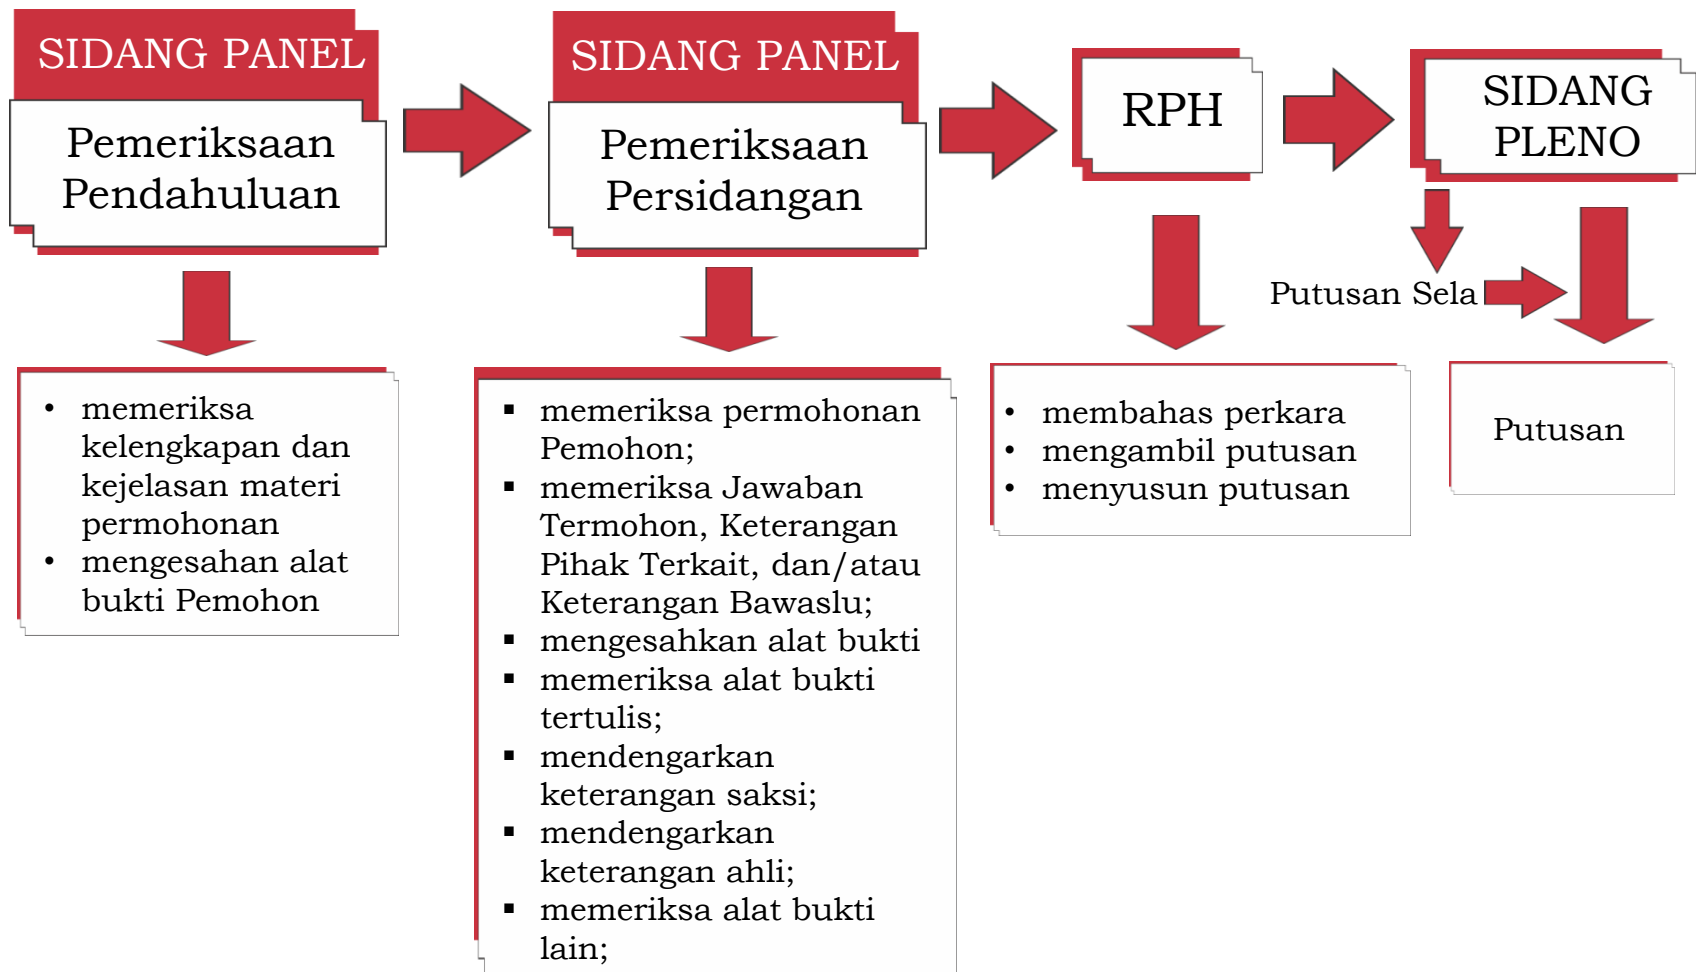 SIDANG PANEL
Pemeriksaan
Pendahuluan
• memeriksa
kelengkapan dan
kejelasan materi
permohonan
• mengesahan alat
bukti Pemohon
SIDANG PANEL
Pemeriksaan
Persidangan
▪ memeriksa permohonan
Pemohon;
▪ memeriksa Jawaban
Termohon, Keterangan
Pihak Terkait, dan/atau
Keterangan Bawaslu;
▪ mengesahkan alat bukti
▪ memeriksa alat bukti
tertulis;
▪ mendengarkan
keterangan saksi;
▪ mendengarkan
keterangan ahli;
▪ memeriksa alat bukti
lain;
RPH
• membahas perkara
• mengambil putusan
• menyusun putusan
SIDANG
PLENO
Putusan Sela
Putusan